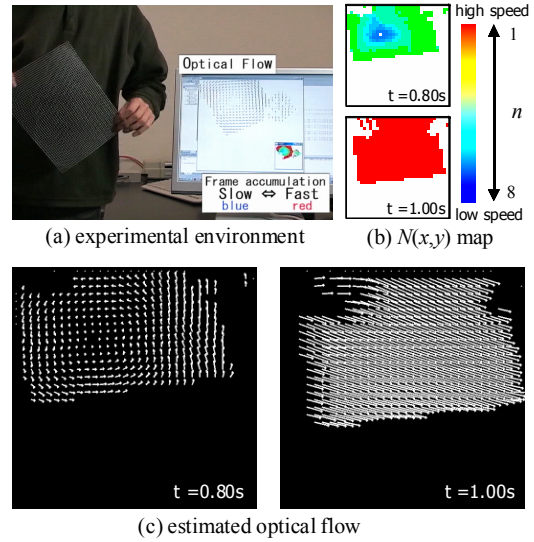 Optical Flow
Frame accumulation
Slow ⇔ Fast
blue red
(a) experimental environment
t = 0.80s
t = 1.00s
high speed
1
n
8
low speed
(b) N(x,y) map
t = 0.80s
t = 1.00s
(c) estimated optical flow